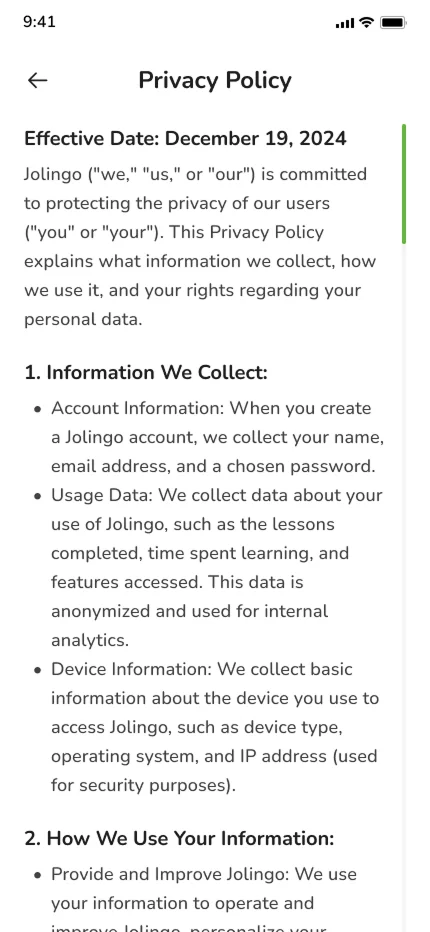 9:41
Privacy Policy
Effective Date: December 19, 2024
Jolingo ("we," "us," or "our") is committed
to protecting the privacy of our users
("you" or "your"). This Privacy Policy
explains what information we collect, how
we use it, and your rights regarding your
personal data.
1. Information We Collect:
• Account Information: When you create
a Jolingo account, we collect your name,
email address, and a chosen password.
• Usage Data: We collect data about your
use of Jolingo, such as the lessons
completed, time spent learning, and
features accessed. This data is
anonymized and used for internal
analytics.
• Device Information: We collect basic
information about the device you use to
access Jolingo, such as device type,
operating system, and IP address (used
for security purposes).
2. How We Use Your Information:
• Provide and Improve Jolingo: We use
your information to operate and
improve Jolingo, personalize your